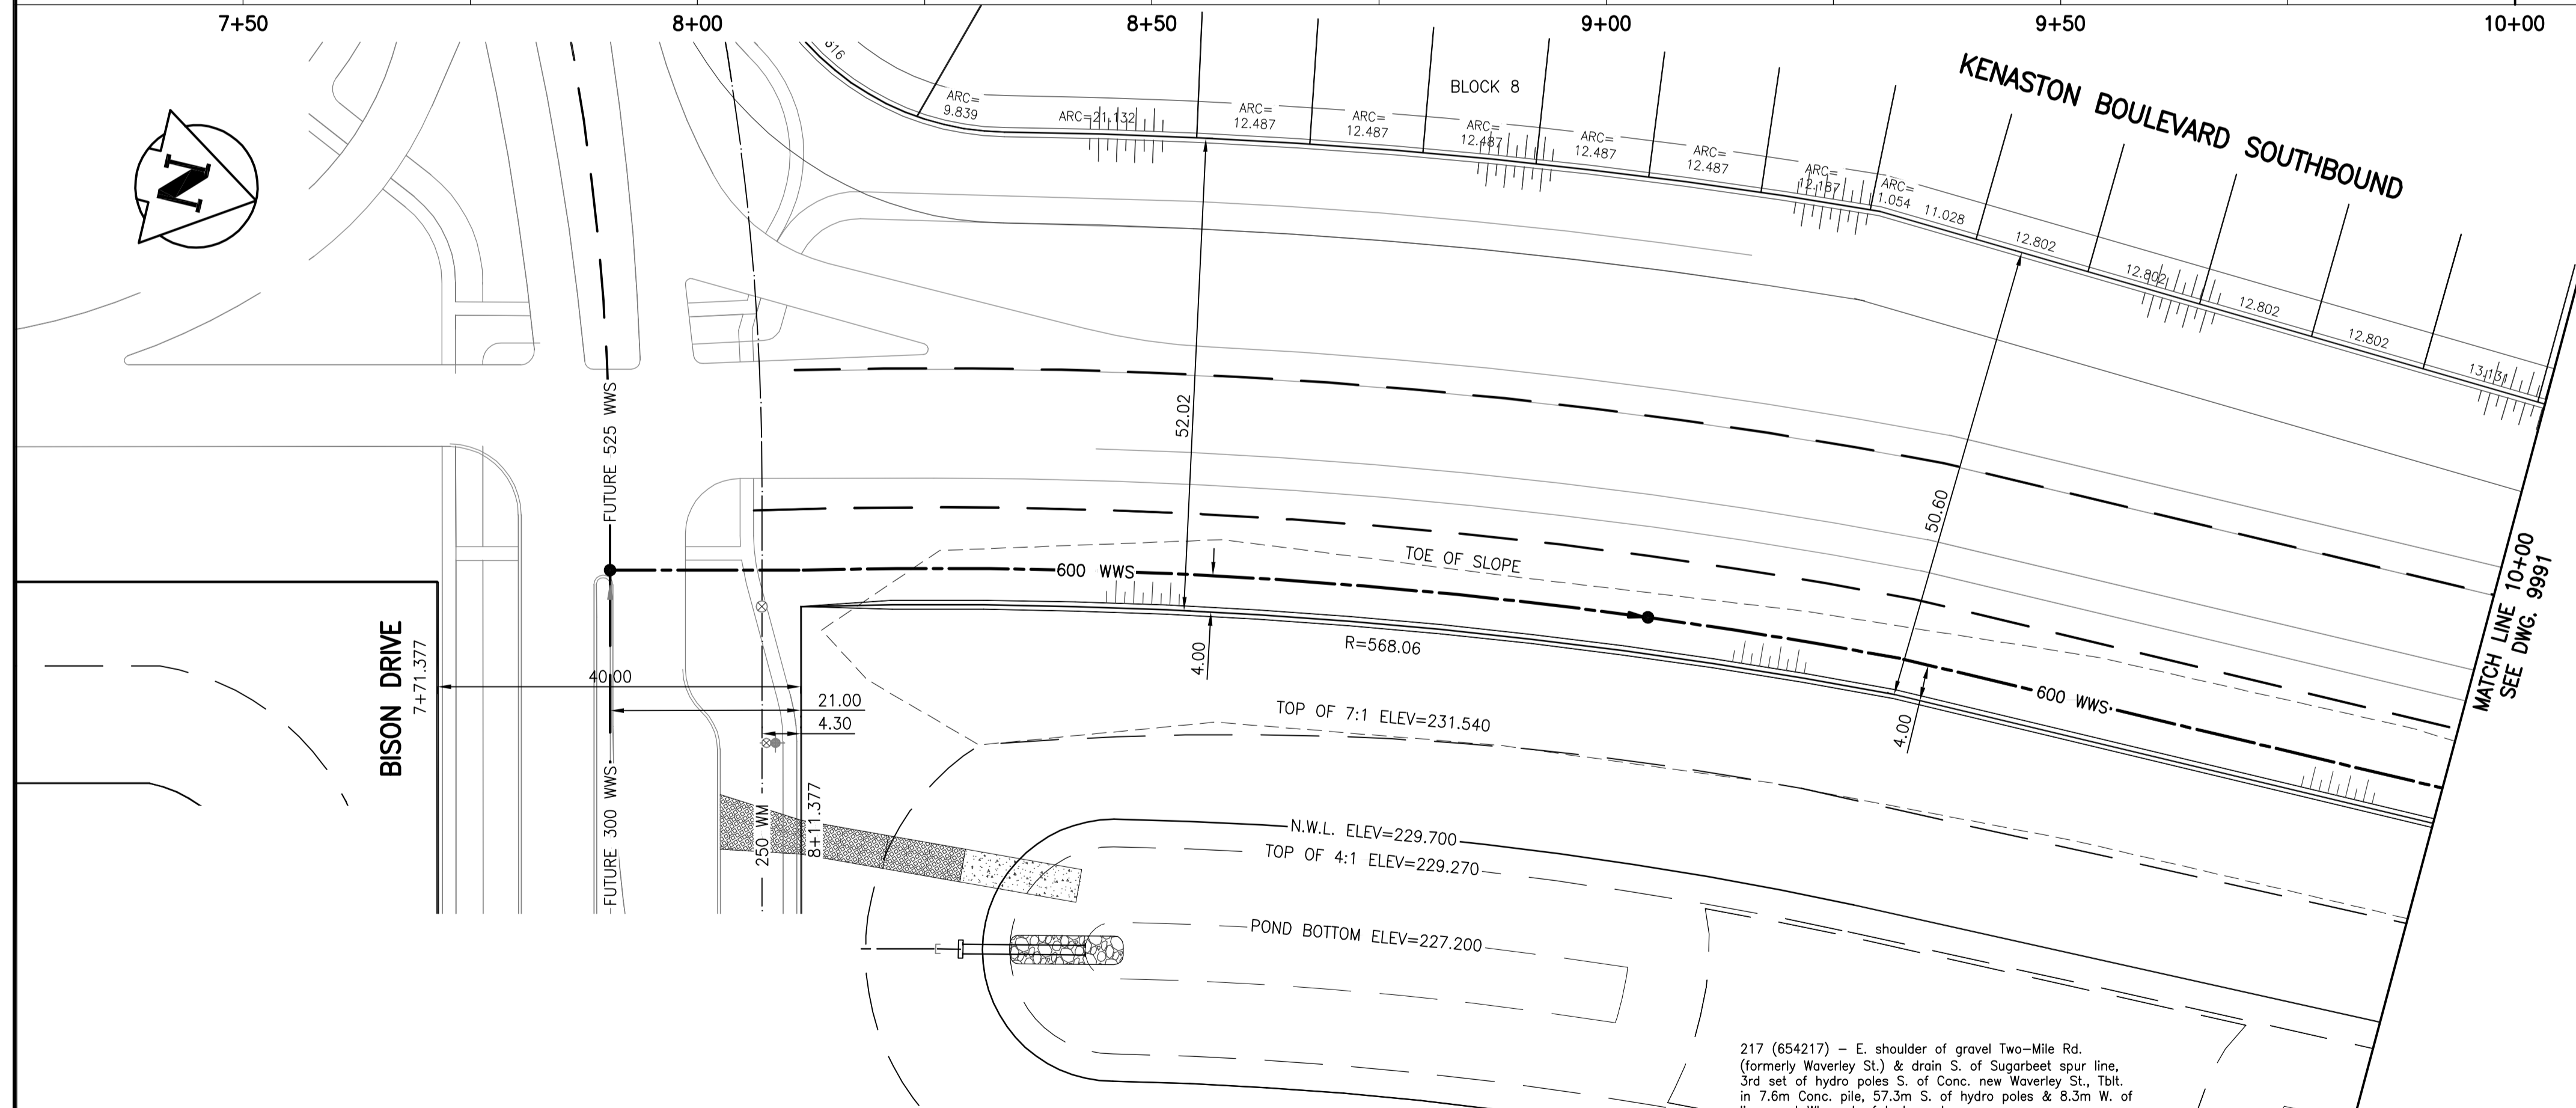 7+50
8+00
8+50
9+00
9+50
10+00
KENASTON BOULEVARD SOUTHBOUND
BLOCK 8
N
ARC=
9.839
ARC=21.132
ARC=
12.487
ARC=
12.487
ARC=
12.487
ARC=
12.487
ARC=
12.487
ARC=
ARC=
1.054
11.028
12.802
12.802
12.802
12.802
13.131
52.02
50.60
FUTURE 525 WWS
600 WWS
TOE OF SLOPE
R=568.06
4.00
4.00
600 WWS
MATCH LINE 10+00
SEE DWG. 9991
BISON DRIVE
7+71.377
40.00
21.00
4.30
FUTURE 300 WWS
250 WM
8+11.377
TOP OF 7:1 ELEV=231.540
N.W.L. ELEV=229.700
TOP OF 4:1 ELEV=229.270
POND BOTTOM ELEV=227.200
E
217 (654217) – E. shoulder of gravel Two–Mile Rd.
(formerly Waverley St.) & drain S. of Sugarbeet spur line,
3rd set of hydro poles S. of Conc. new Waverley St., Tblt.
in 7.6m Conc. pile, 57.3m S. of hydro poles & 8.3m W. of